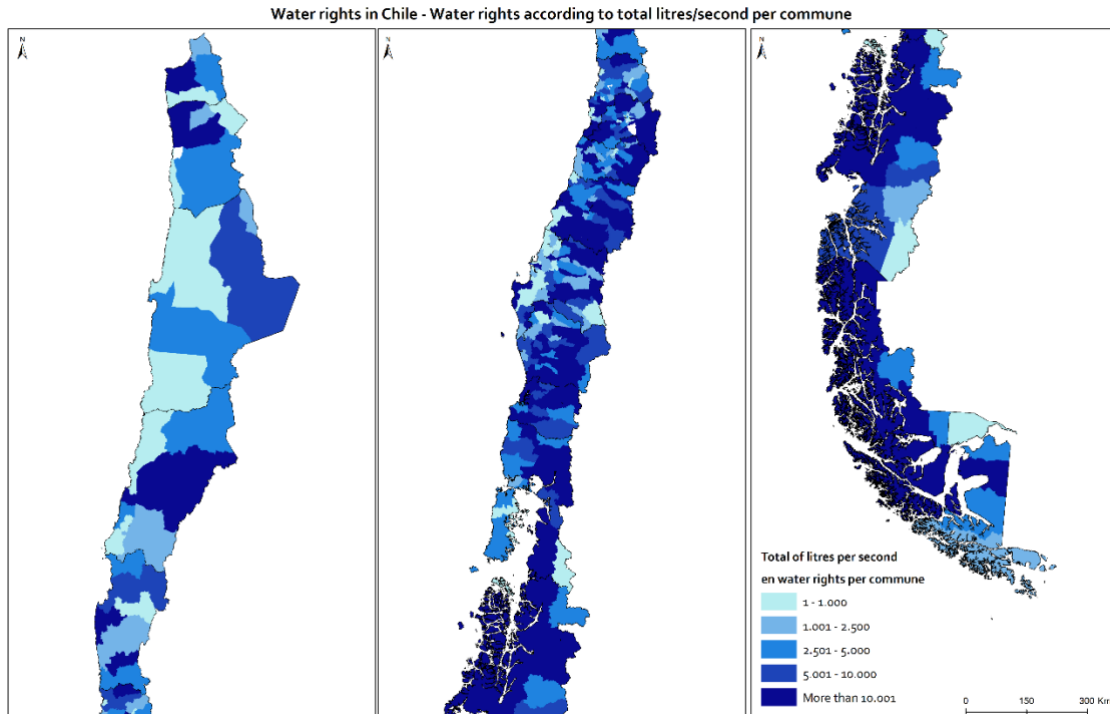 Water rights in Chile - Water rights according to total litres/second per commune
N
N
N
Total of litres per second
en water rights per commune
1 - 1.000
1.001 - 2.500
2.501 - 5.000
5.001 - 10.000
More than 10.001
0 150 300 Km